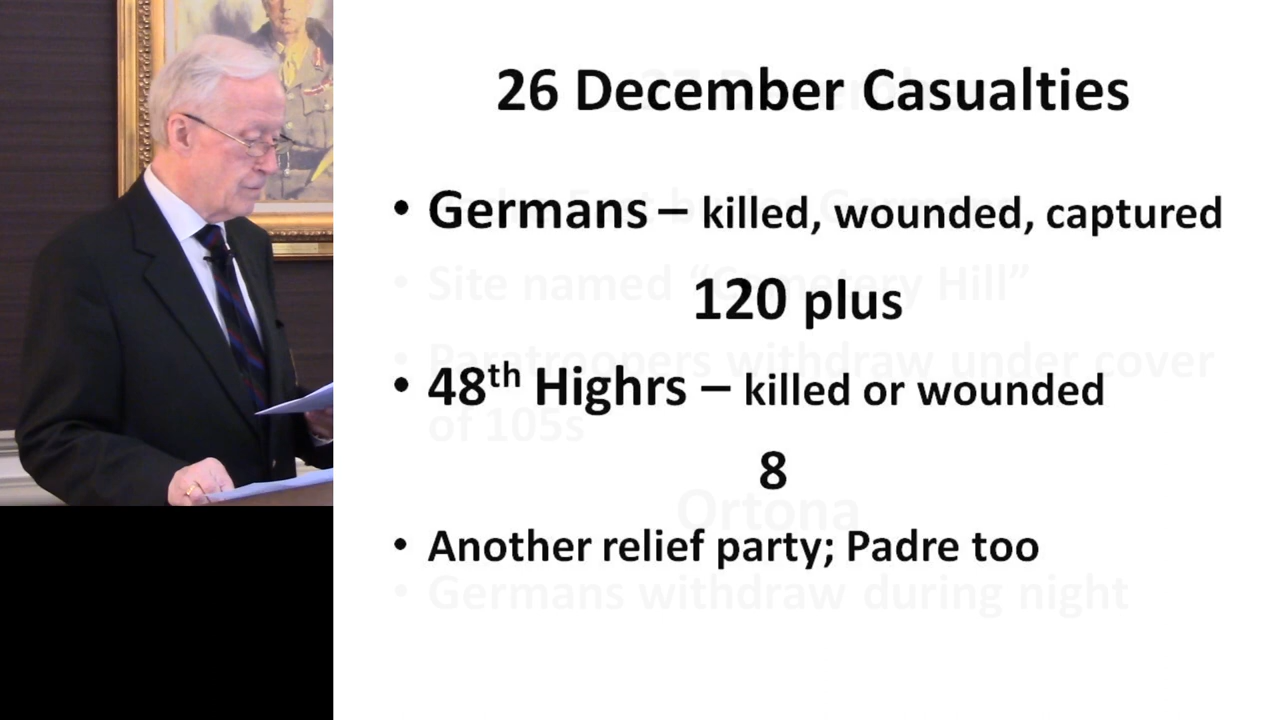 26 December Casualties
• Germans – killed, wounded, captured
120 plus
• 48th Highrs – killed or wounded
8
• Another relief party; Padre too
• Site named “Cemetery Hill”
• Paratroopers withdraw under cover
of 105s
Ortona
• Germans withdraw during night